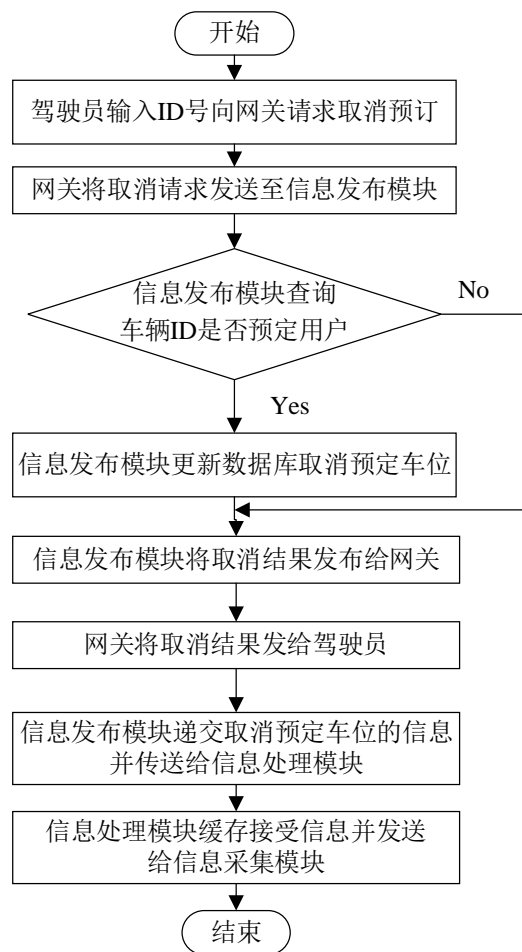 开始
驾驶员输入ID号向网关请求取消预订
网关将取消请求发送至信息发布模块
信息发布模块查询
车辆ID是否预定用户
No
Yes
信息发布模块更新数据库取消预定车位
信息发布模块将取消结果发布给网关
网关将取消结果发给驾驶员
信息发布模块递交取消预定车位的信息
并传送给信息处理模块
信息处理模块缓存接受信息并发送
给信息采集模块
结束